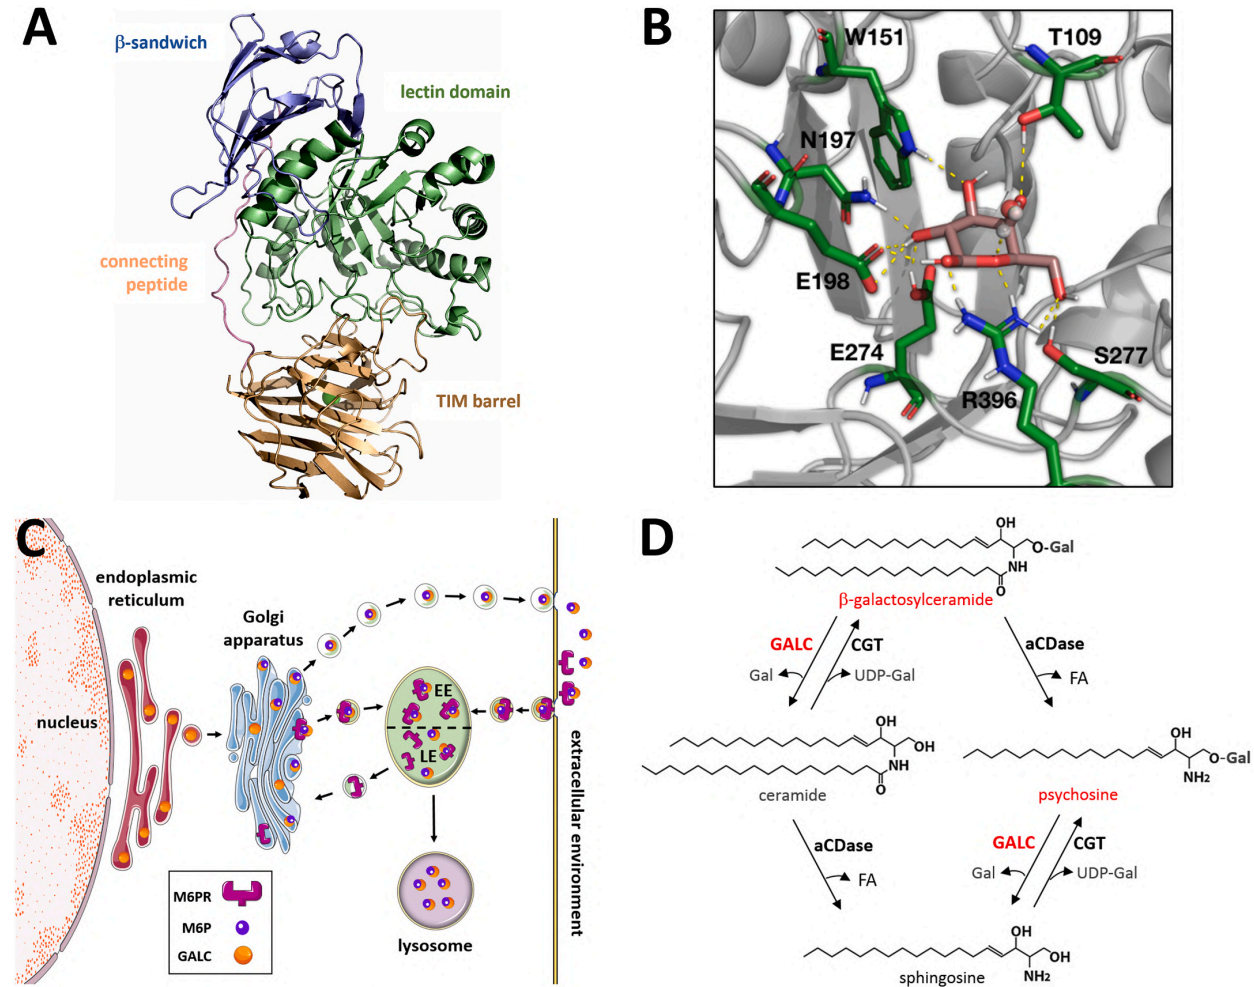 A
β-sandwich
lectin domain
connecting
peptide
TIM barrel
B
W151
T109
N197
E198
E274
S277
R396
C
endoplasmic
reticulum
Golgi
apparatus
nucleus
EE
LE
extracellular environment
lysosome
M6PR
M6P
GALC
D
OH
O-Gal
NH
O
β-galactosylceramide
GALC
CGT
aCDase
Gal
UDP-Gal
FA
OH
OH
NH
O
ceramide
OH
O-Gal
NH2
psychosine
aCDase
FA
GALC
CGT
Gal
UDP-Gal
OH
OH
NH2
sphingosine